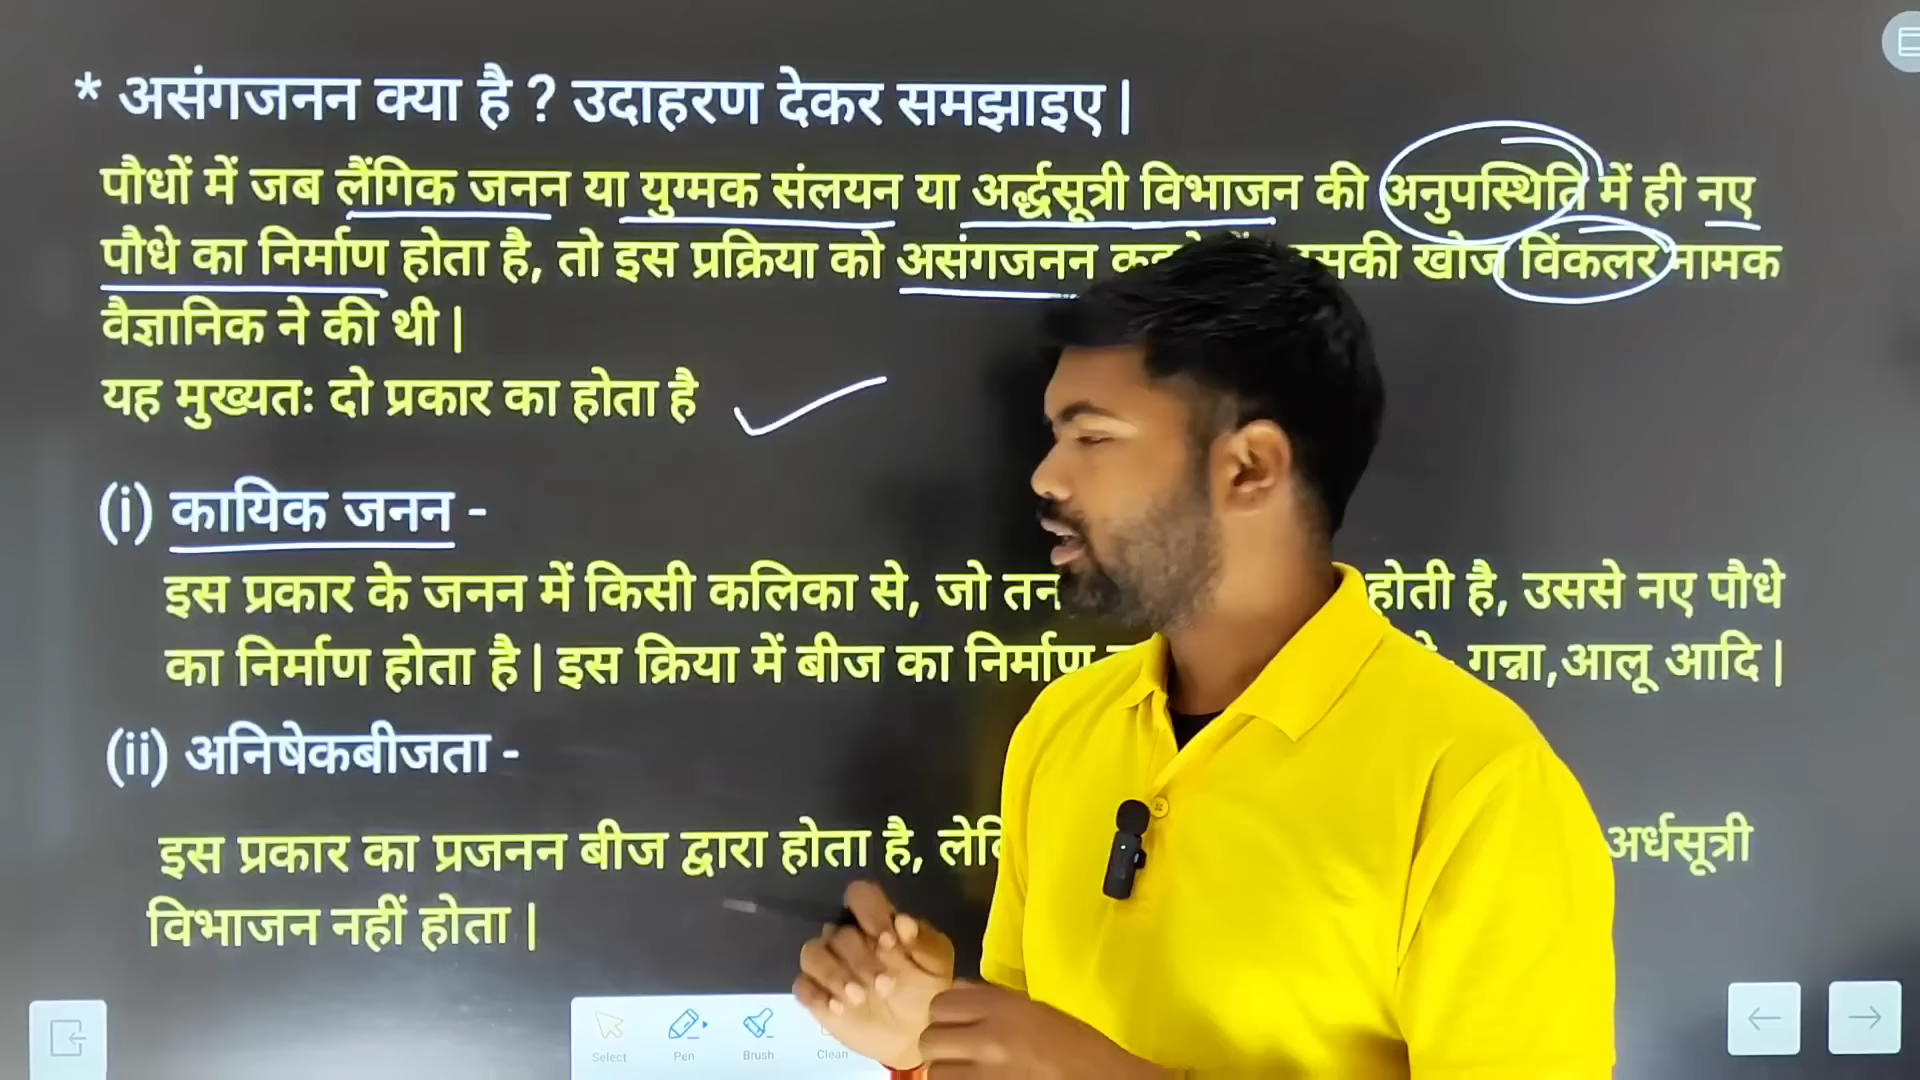 * असंगजनन क्या है ? उदाहरण देकर समझाइए |
पौधों में जब लैंगिक जनन या युग्मक संलयन या अर्द्धसूत्री विभाजन की अनुपस्थिति में ही नए
पौधे का निर्माण होता है, तो इस प्रक्रिया को असंगजनन खोज विंकलर नामक
वैज्ञानिक ने की थी |
यह मुख्यतः दो प्रकार का होता है
(i) कायिक जनन -
इस प्रकार के जनन में किसी कलिका से, जो होती है, उससे नए पौधे
का निर्माण होता है | इस क्रिया में बीज का निर्माण गन्ना,आलू आदि |
(ii) अनिषेकबीजता -
इस प्रकार का प्रजनन बीज द्वारा होता है, अर्धसूत्री
विभाजन नहीं होता |
Select Pen Brush Clean